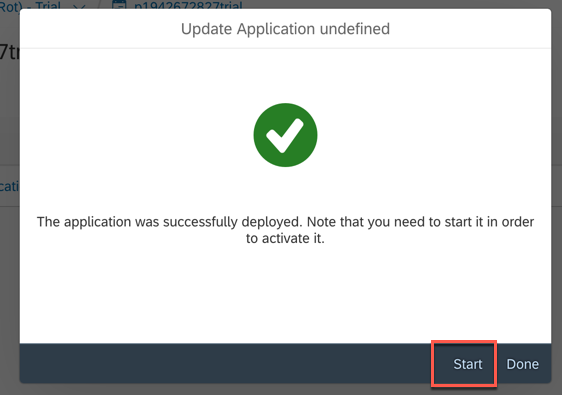 Rot) - Trial
p1942672827trial
Update Application undefined
7tr
cati
The application was successfully deployed. Note that you need to start it in order
to activate it.
Start
Done